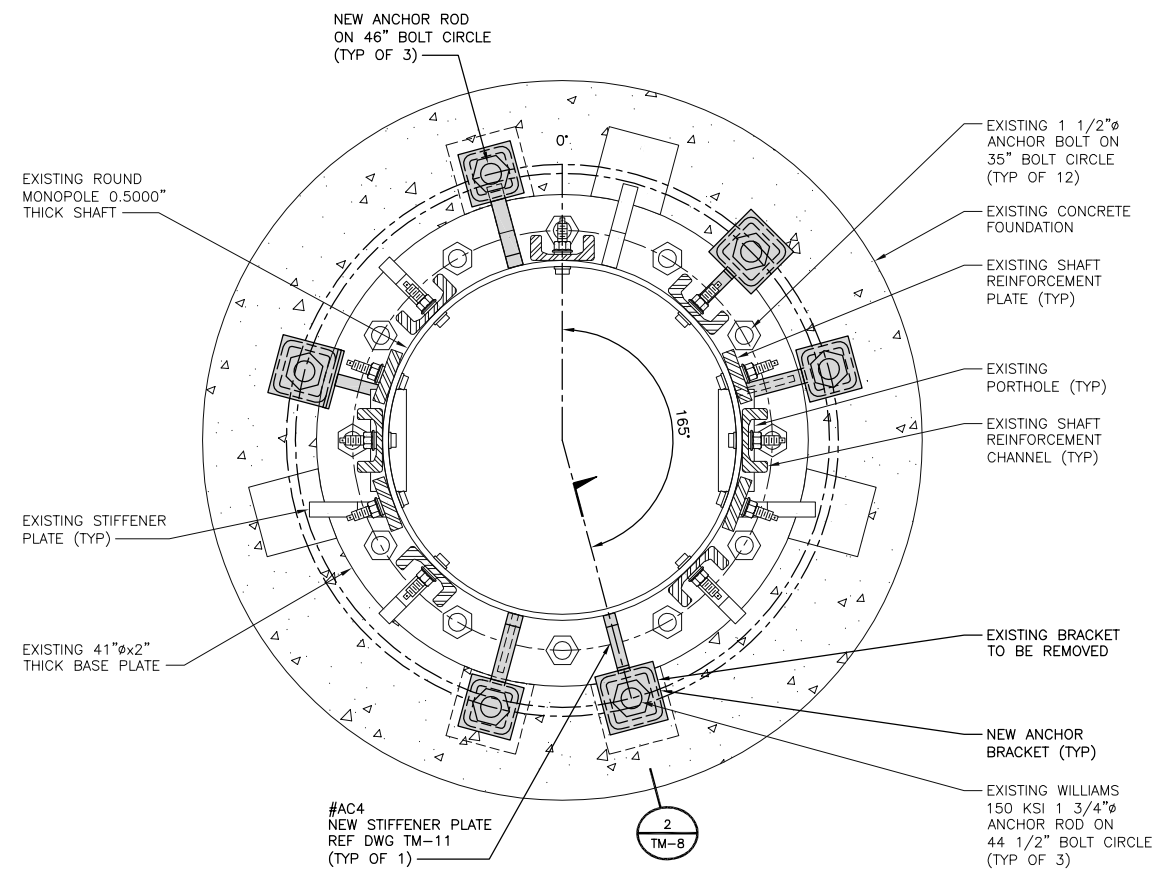 NEW ANCHOR ROD
ON 46" BOLT CIRCLE
(TYP OF 3)
0°
EXISTING 1 1/2"ø
ANCHOR BOLT ON
35" BOLT CIRCLE
(TYP OF 12)
EXISTING ROUND
MONOPOLE 0.5000"
THICK SHAFT
EXISTING CONCRETE
FOUNDATION
EXISTING SHAFT
REINFORCEMENT
PLATE (TYP)
EXISTING
PORTHOLE (TYP)
165°
EXISTING SHAFT
REINFORCEMENT
CHANNEL (TYP)
EXISTING STIFFENER
PLATE (TYP)
EXISTING 41"øx2"
THICK BASE PLATE
EXISTING BRACKET
TO BE REMOVED
NEW ANCHOR
BRACKET (TYP)
#AC4
NEW STIFFENER PLATE
REF DWG TM-11
(TYP OF 1)
2
TM-8
EXISTING WILLIAMS
150 KSI 1 3/4"ø
ANCHOR ROD ON
44 1/2" BOLT CIRCLE
(TYP OF 3)